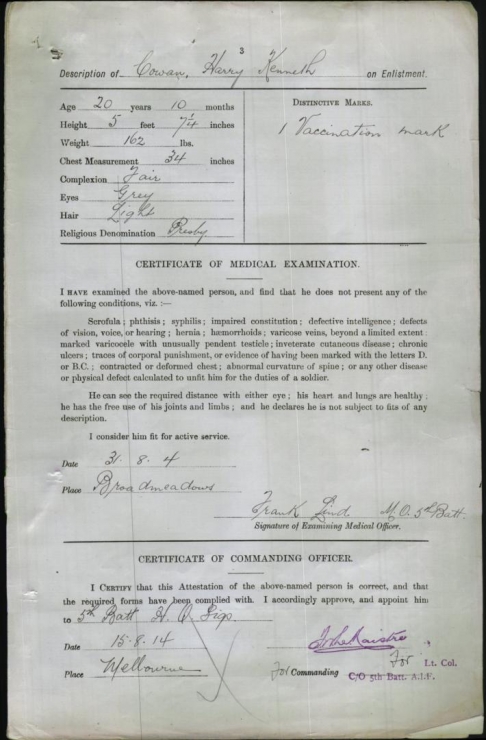 3
Description of Cowan, Harry Kenneth on Enlistment.
Age 20 years 10 months
Height 5 feet 7¼ inches
Weight 162 lbs.
Chest Measurement 34 inches
Complexion Fair
Eyes Grey
Hair Light
Religious Denomination Presby
DISTINCTIVE MARKS.
1 Vaccination mark
CERTIFICATE OF MEDICAL EXAMINATION.
I HAVE examined the above-named person, and find that he does not present any of the
following conditions, viz. :—
Scrofula; phthisis; syphilis; impaired constitution; defective intelligence; defects
of vision, voice, or hearing; hernia; hæmorrhoids; varicose veins, beyond a limited extent;
marked varicocele with unusually pendent testicle; inveterate cutaneous disease; chronic
ulcers; traces of corporal punishment, or evidence of having been marked with the letters D.
or B.C.; contracted or deformed chest; abnormal curvature of spine; or any other disease
or physical defect calculated to unfit him for the duties of a soldier.
He can see the required distance with either eye; his heart and lungs are healthy;
he has the free use of his joints and limbs; and he declares he is not subject to fits of any
description.
I consider him fit for active service.
Date 31. 8. 4
Place Broadmeadows
Frank Lind M.O. 5th Batt.
Signature of Examining Medical Officer.
CERTIFICATE OF COMMANDING OFFICER.
I CERTIFY that this Attestation of the above-named person is correct, and that
the required forms have been complied with. I accordingly approve, and appoint him
to 5th Batt H. Q. Sigs.
Date 15.8.14
Place Melbourne
For Commanding
For Lt. Col.
C/O 5th Batt. A.I.F.